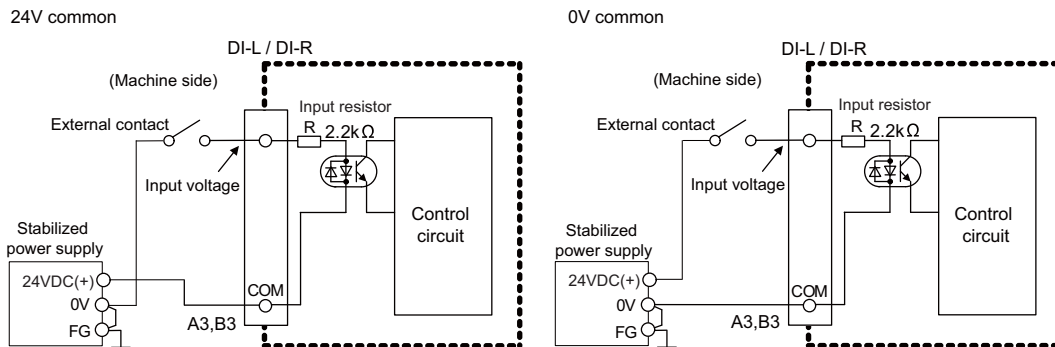 24V common
DI-L / DI-R
(Machine side)
Input resistor
External contact
R 2.2kΩ
Input voltage
Control
circuit
Stabilized
power supply
24VDC(+)
COM
0V
A3,B3
FG
0V common
DI-L / DI-R
(Machine side)
Input resistor
External contact
R 2.2kΩ
Input voltage
Control
circuit
Stabilized
power supply
24VDC(+)
COM
0V
A3,B3
FG